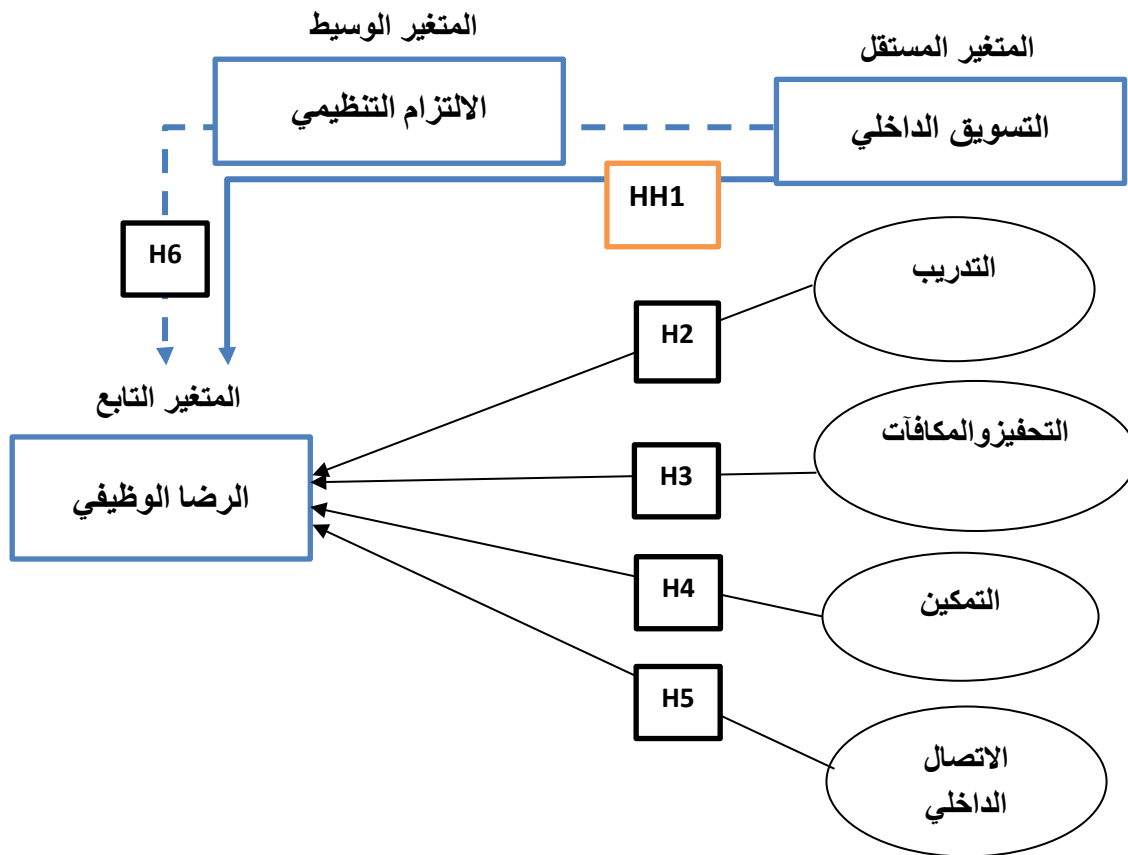 المتغير المستقل
المتغير الوسيط
التسويق الداخلي
الالتزام التنظيمي
HH1
H6
التدريب
H2
المتغير التابع
التحفيزوالمكافآت
H3
الرضا الوظيفي
التمكين
H4
H5
الاتصال
الداخلي